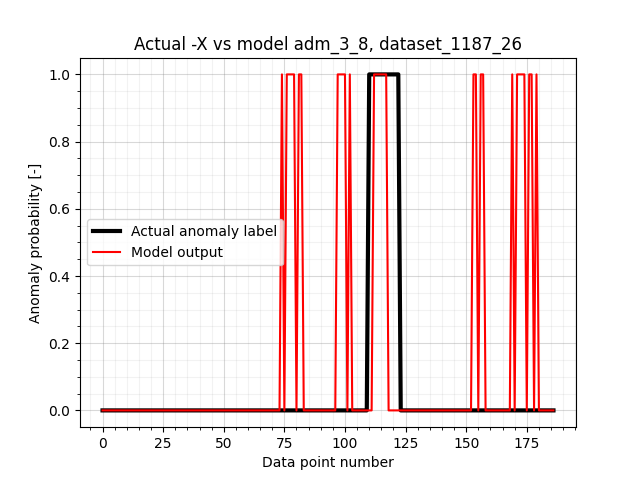 Actual -X vs model adm_3_8, dataset_1187_26
Anomaly probability [-]
1.0
0.8
0.6
0.4
0.2
0.0
Actual anomaly label
Model output
0 25 50 75 100 125 150 175
Data point number